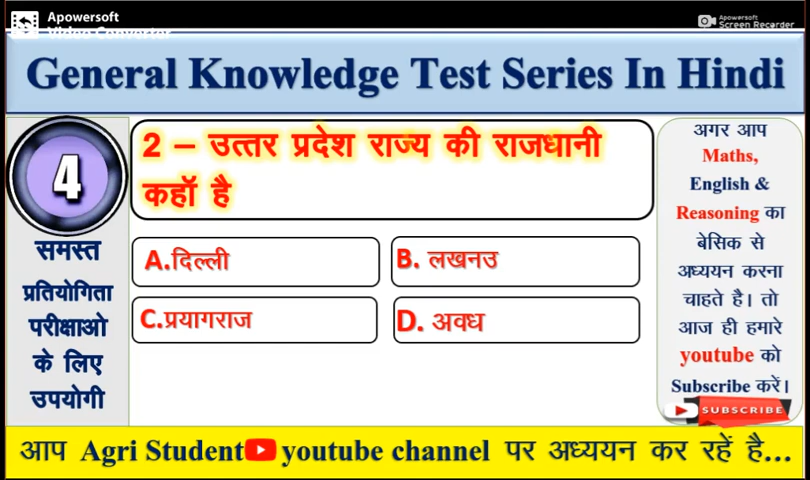 Apowersoft
Video Converter
Apowersoft
Screen Recorder
General Knowledge Test Series In Hindi
4
समस्त
प्रतियोगिता
परीक्षाओ
के लिए
उपयोगी
2 – उत्तर प्रदेश राज्य की राजधानी
कहॉ है
A.दिल्ली
B. लखनउ
C.प्रयागराज
D. अवध
अगर आप
Maths,
English &
Reasoning का
बेसिक से
अध्ययन करना
चाहते है। तो
आज ही हमारे
youtube को
Subscribe करें।
SUBSCRIBE
आप Agri Student youtube channel पर अध्ययन कर रहें है...